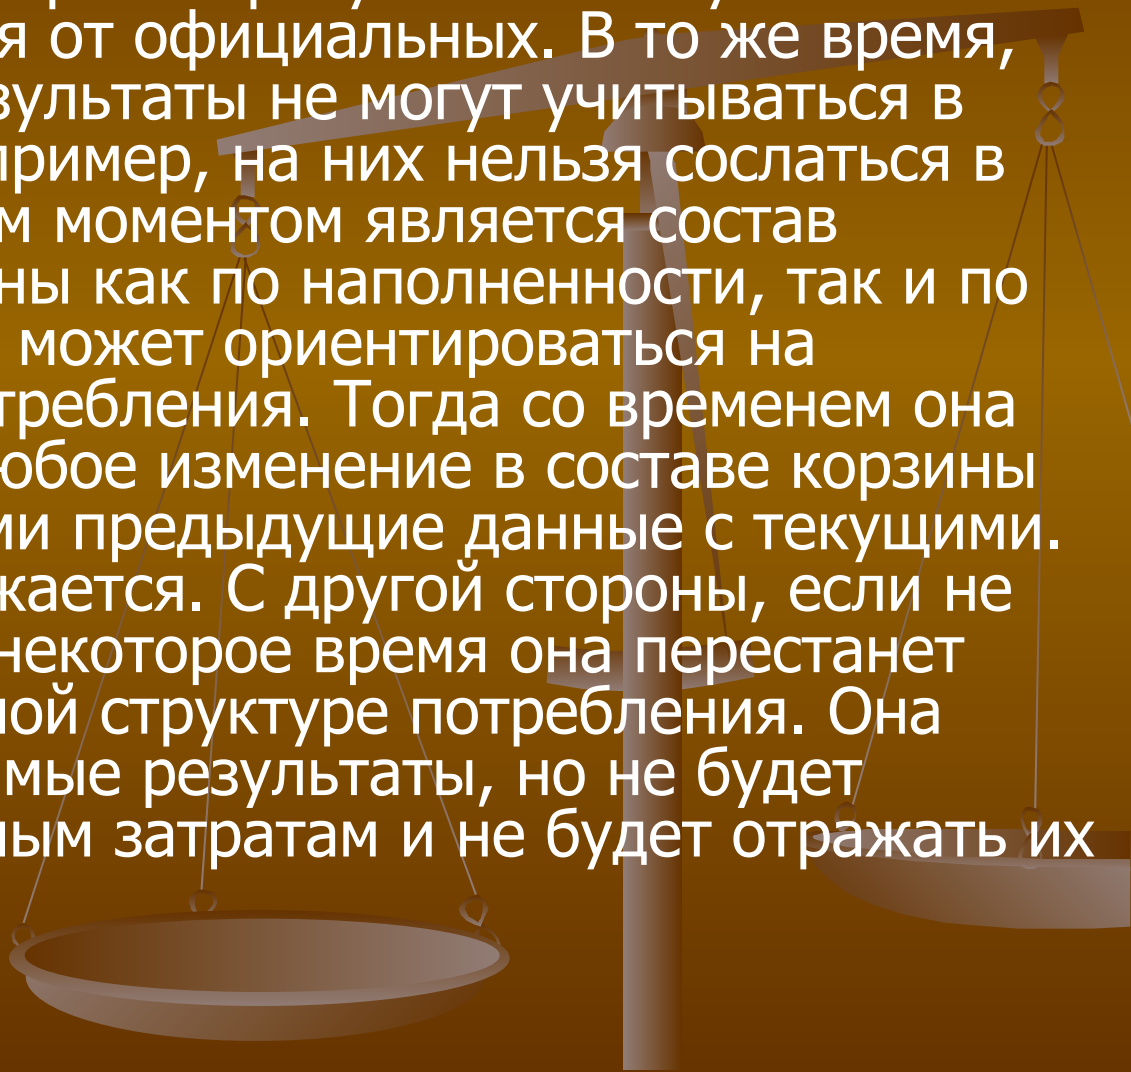 я от официальных. В то же время,
зультаты не могут учитываться в
пример, на них нельзя сослаться в
м моментом является состав
ны как по наполненности, так и по
может ориентироваться на
требления. Тогда со временем она
юбое изменение в составе корзины
ми предыдущие данные с текущими.
жается. С другой стороны, если не
некоторое время она перестанет
ной структуре потребления. Она
мые результаты, но не будет
ным затратам и не будет отражать их